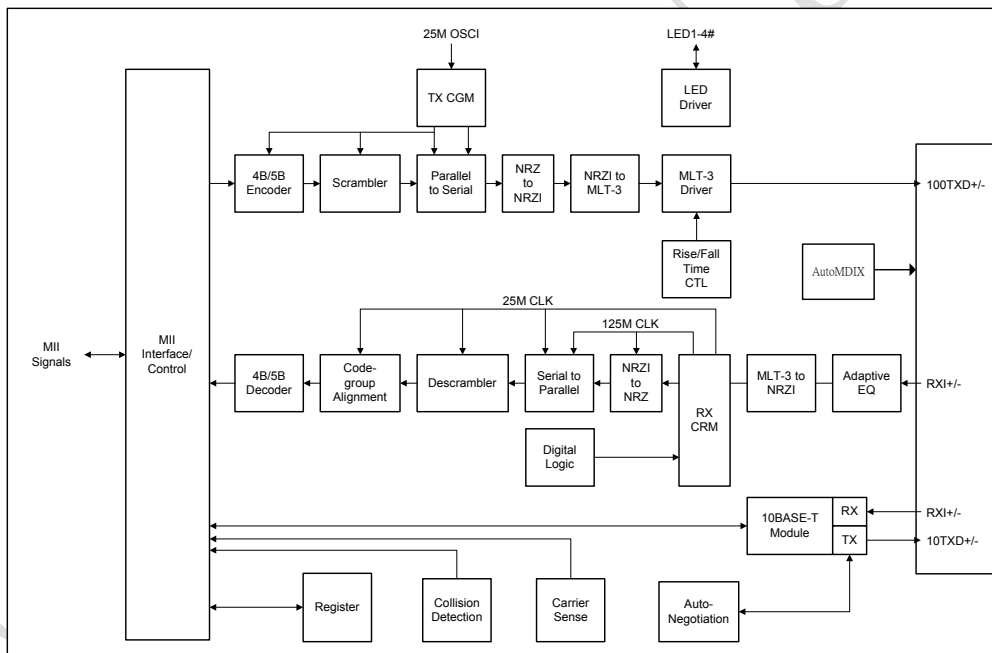 25M OSCI
LED1-4#
TX CGM
LED
Driver
4B/5B
Encoder
Scrambler
Parallel
to Serial
NRZ
to
NRZI
NRZI to
MLT-3
MLT-3
Driver
100TXD+/-
Rise/Fall
Time
CTL
AutoMDIX
25M CLK
125M CLK
MII
Signals
MII
Interface/
Control
4B/5B
Decoder
Code-
group
Alignment
Descrambler
Serial to
Parallel
NRZI
to
NRZ
RX
CRM
MLT-3 to
NRZI
Adaptive
EQ
RXI+/-
Digital
Logic
10BASE-T
Module
RX
TX
RXI+/-
10TXD+/-
Register
Collision
Detection
Carrier
Sense
Auto-
Negotiation